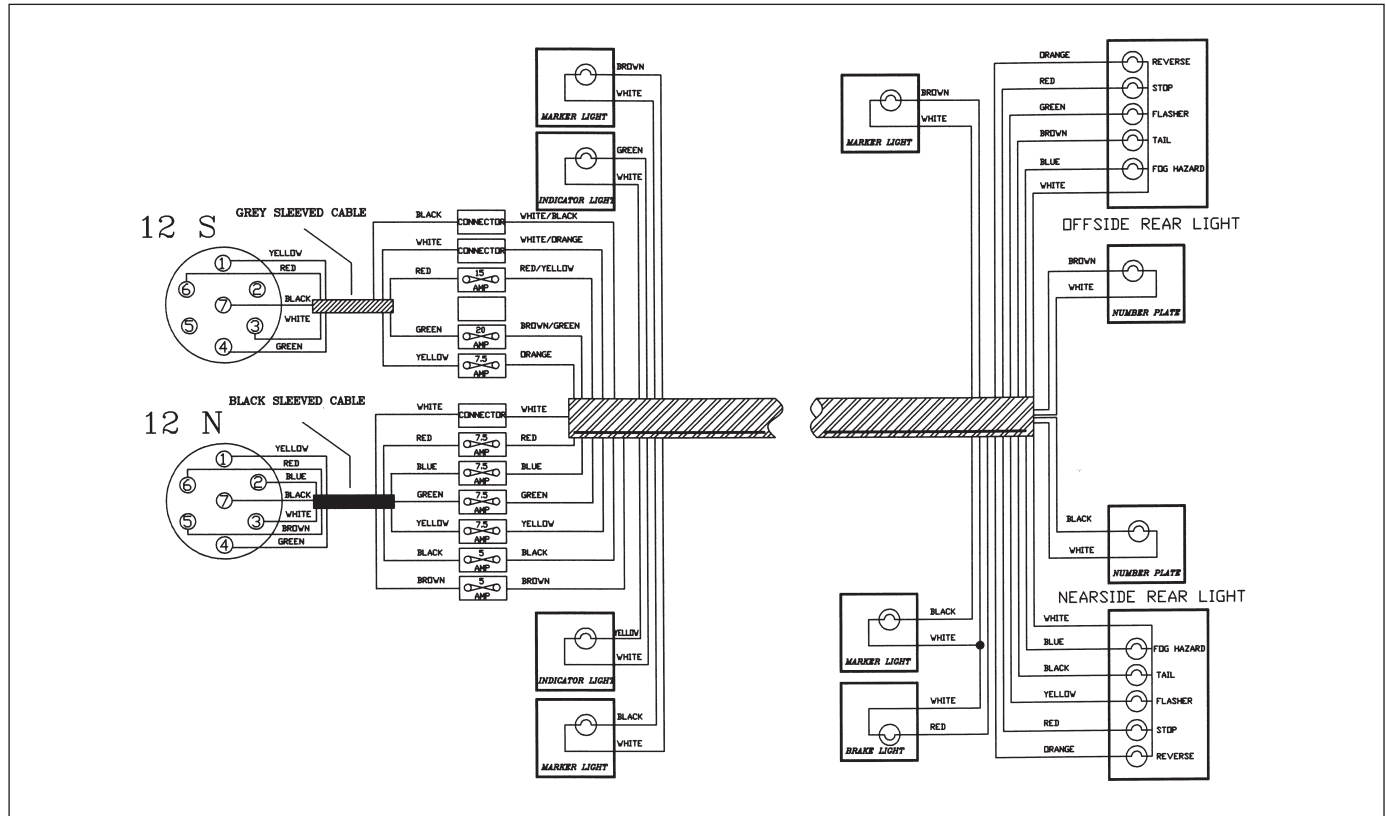 BROWN
WHITE
MARKER LIGHT
GREEN
WHITE
INDICATOR LIGHT
12 S
GREY SLEEVED CABLE
YELLOW
RED
BLACK
WHITE
GREEN
1
2
3
4
5
6
7
BLACK
CONNECTOR
WHITE/BLACK
WHITE
CONNECTOR
WHITE/ORANGE
RED
15
AMP
RED/YELLOW
GREEN
20
AMP
BROWN/GREEN
YELLOW
7.5
AMP
ORANGE
12 N
BLACK SLEEVED CABLE
YELLOW
RED
BLUE
BLACK
WHITE
BROWN
GREEN
1
2
3
4
5
6
7
WHITE
CONNECTOR
WHITE
RED
7.5
AMP
RED
BLUE
7.5
AMP
BLUE
GREEN
7.5
AMP
GREEN
YELLOW
7.5
AMP
YELLOW
BLACK
5
AMP
BLACK
BROWN
5
AMP
BROWN
YELLOW
WHITE
INDICATOR LIGHT
BLACK
WHITE
MARKER LIGHT
BROWN
WHITE
MARKER LIGHT
ORANGE
REVERSE
RED
STOP
GREEN
FLASHER
BROWN
TAIL
BLUE
FOG HAZARD
WHITE
OFFSIDE REAR LIGHT
BROWN
WHITE
NUMBER PLATE
BLACK
WHITE
NUMBER PLATE
NEARSIDE REAR LIGHT
BLACK
WHITE
MARKER LIGHT
WHITE
RED
BRAKE LIGHT
WHITE
BLUE
FOG HAZARD
BLACK
TAIL
YELLOW
FLASHER
RED
STOP
ORANGE
REVERSE